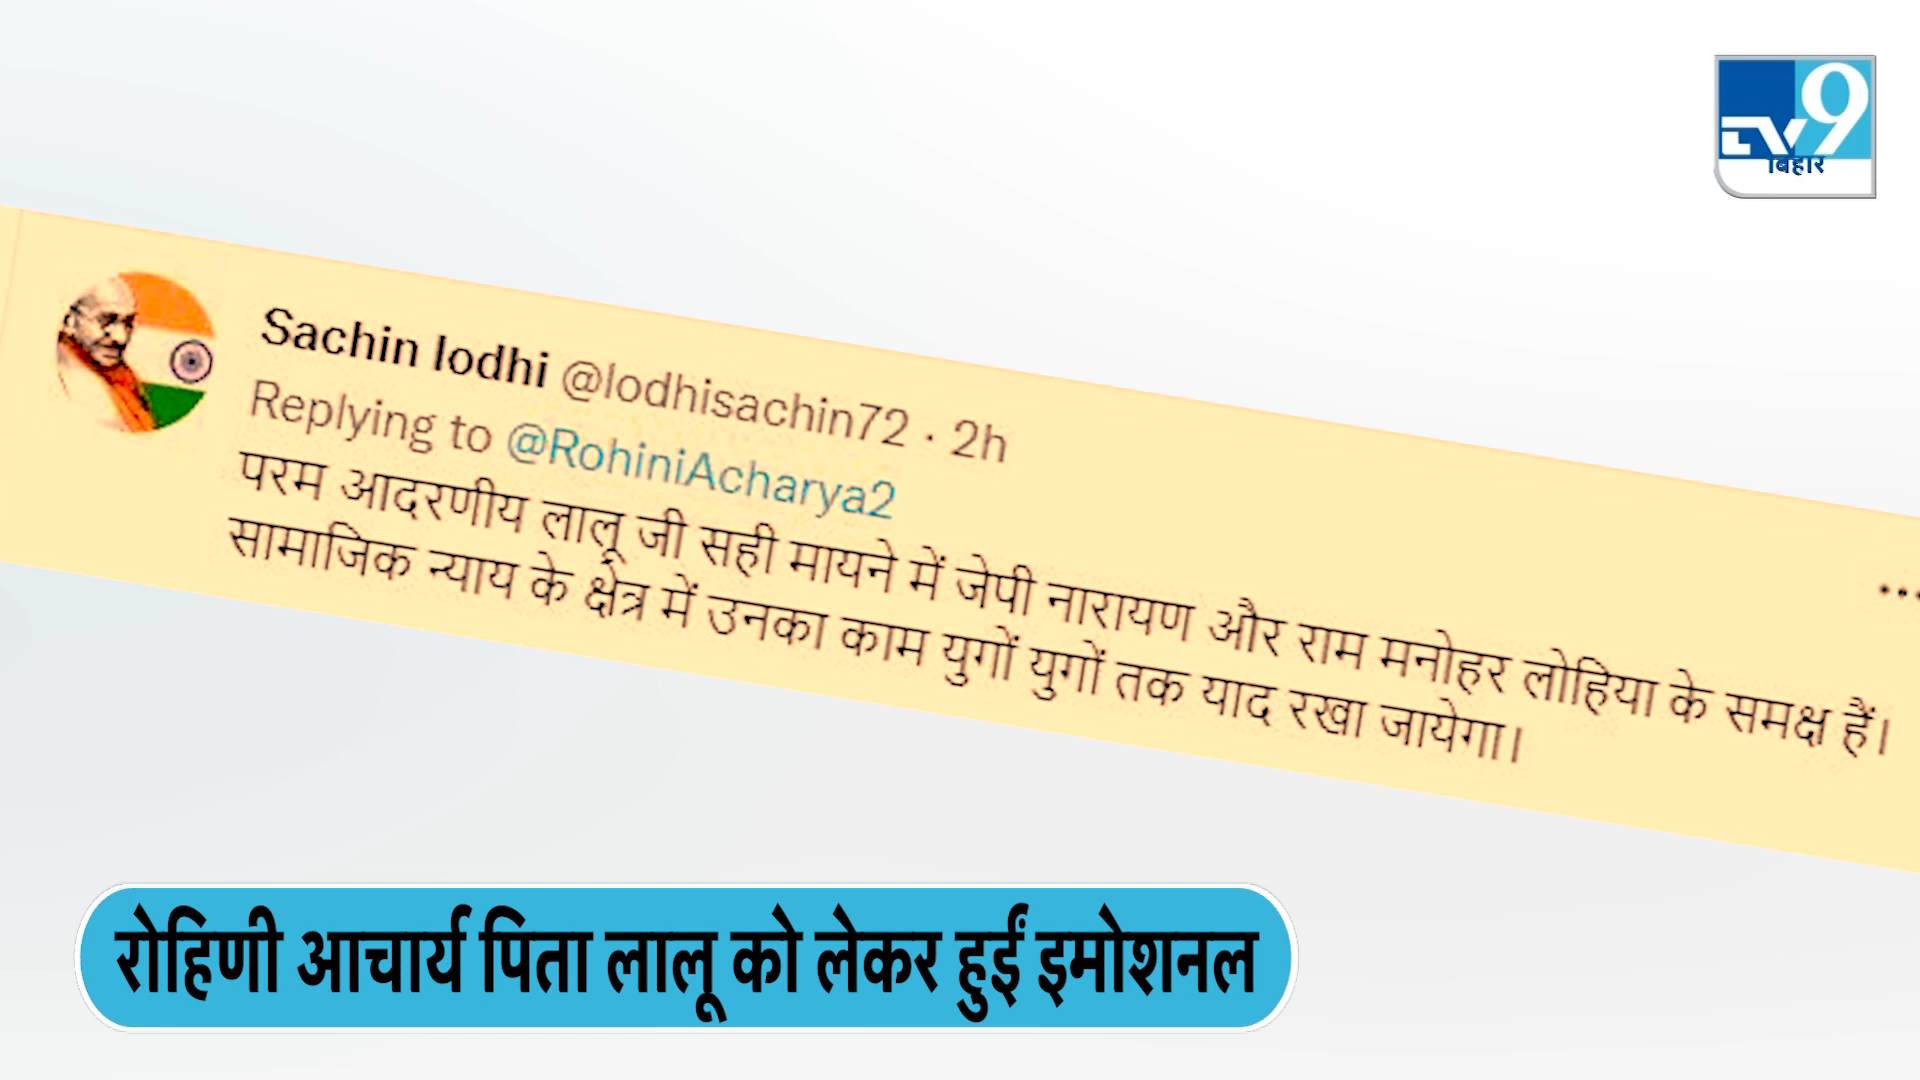 TV9
बिहार
Sachin lodhi @lodhisachin72 · 2h
Replying to @RohiniAcharya2
परम आदरणीय लालू जी सही मायने में जेपी नारायण और राम मनोहर लोहिया के समक्ष हैं।
सामाजिक न्याय के क्षेत्र में उनका काम युगों युगों तक याद रखा जायेगा।
रोहिणी आचार्य पिता लालू को लेकर हुईं इमोशनल